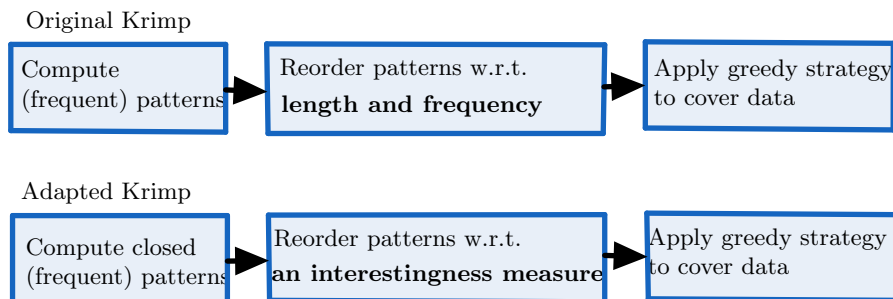 Original Krimp
Compute
(frequent) patterns
Reorder patterns w.r.t.
length and frequency
Apply greedy strategy
to cover data
Adapted Krimp
Compute closed
(frequent) patterns
Reorder patterns w.r.t.
an interestingness measure
Apply greedy strategy
to cover data